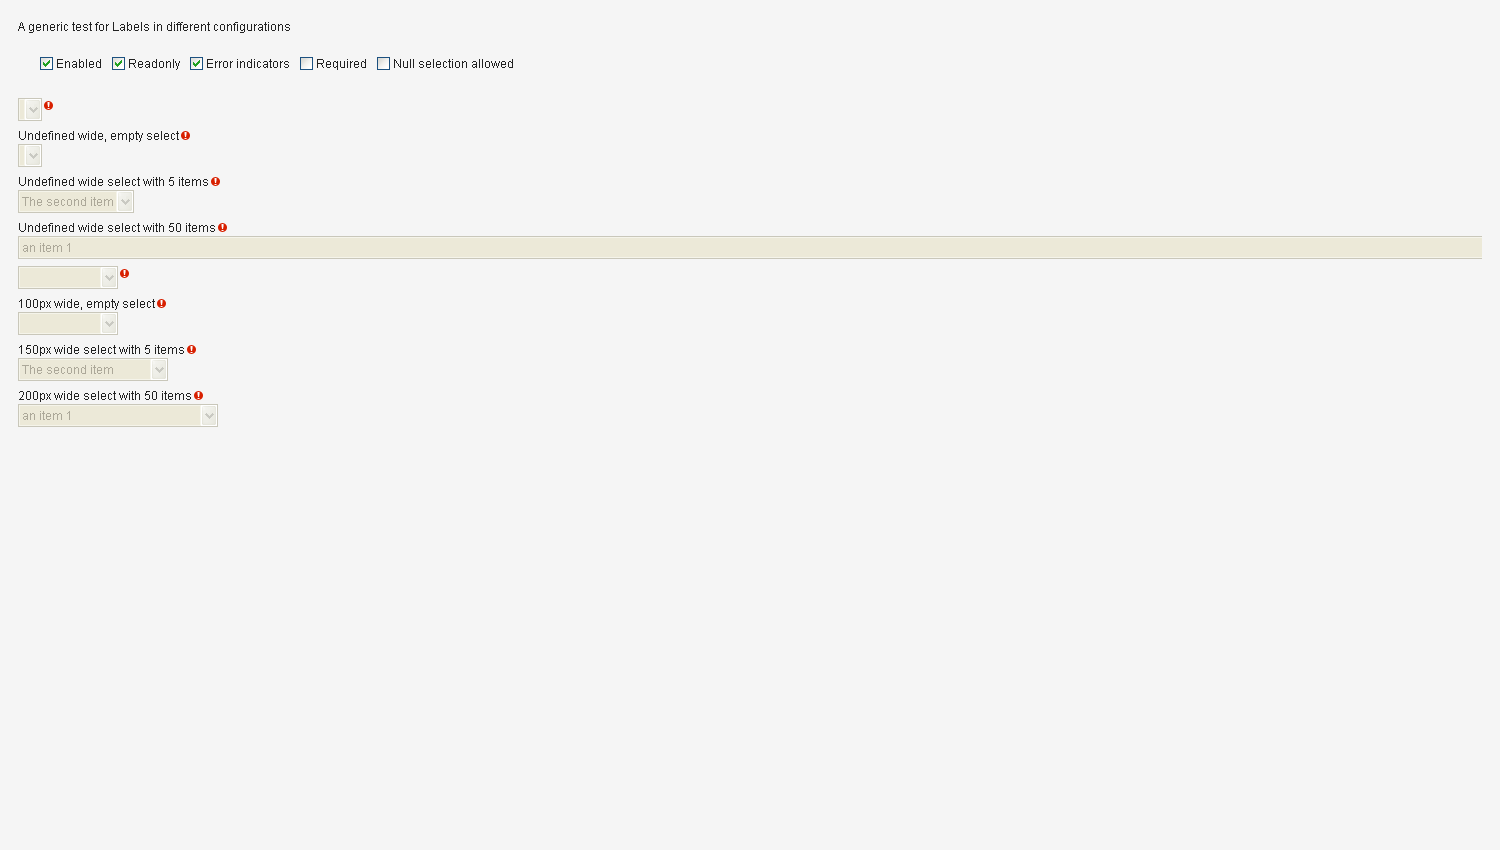 A generic test for Labels in different configurations
Enabled Readonly Error indicators Required Null selection allowed
Undefined wide, empty select
Undefined wide select with 5 items
The second item
Undefined wide select with 50 items
an item 1
100px wide, empty select
150px wide select with 5 items
The second item
200px wide select with 50 items
an item 1